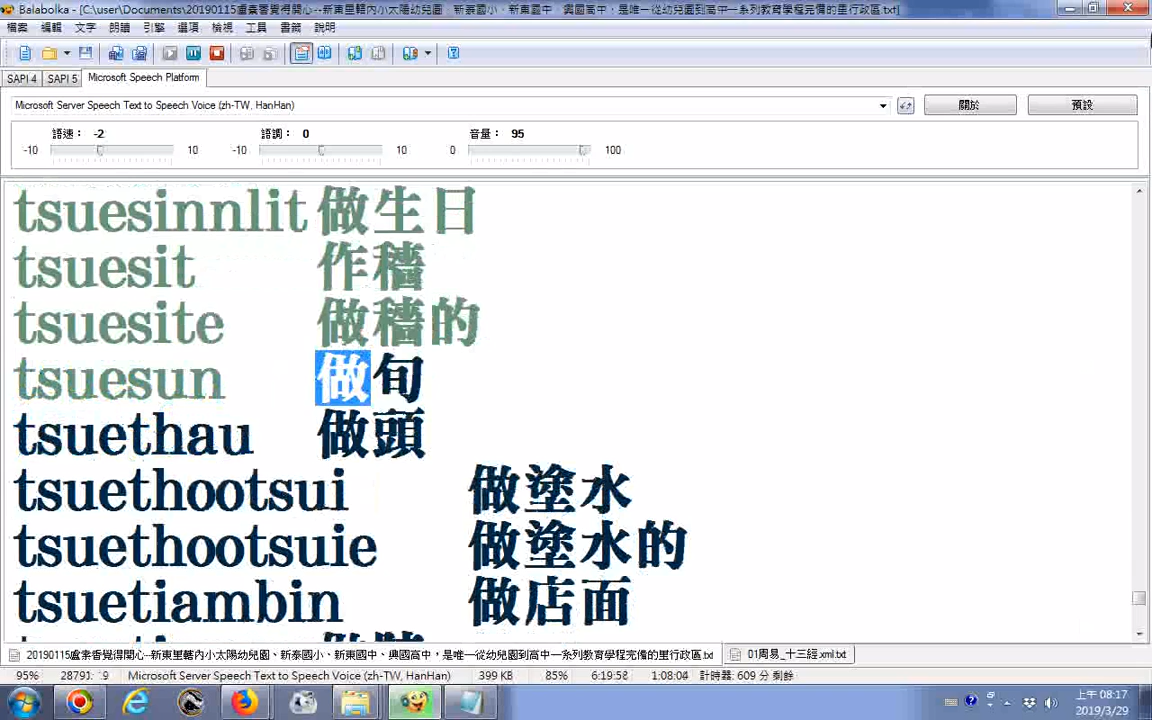 Balabolka - [C:\user\Documents\20190115盧素香覺得開心--新東里轄內小太陽幼兒園、新泰國小、新東國中、興國高中，是唯一從幼兒園到高中一系列教育學程完備的里行政區.txt]
檔案 編輯 文字 朗讀 引擎 選項 檢視 工具 書籤 說明
SAPI 4 SAPI 5 Microsoft Speech Platform
Microsoft Server Speech Text to Speech Voice (zh-TW, HanHan) 關於 預設
語速： -2 語調： 0 音量： 95
-10 10 -10 10 0 100
tsuesinnlit 做生日
tsuesit 作穡
tsuesite 做穡的
tsuesun 做旬
tsuethau 做頭
tsuethootsui 做塗水
tsuethootsuie 做塗水的
tsuetiambin 做店面
20190115盧素香覺得開心--新東里轄內小太陽幼兒園、新泰國小、新東國中、興國高中，是唯一從幼兒園到高中一系列教育學程完備的里行政區.txt 01周易_十三經.xml.txt
95% Microsoft Server Speech Text to Speech Voice (zh-TW, HanHan) 399 KB 85% 6:19:58 1:08:04 計時器: 609 分 剩餘
上午 08:17
2019/3/29